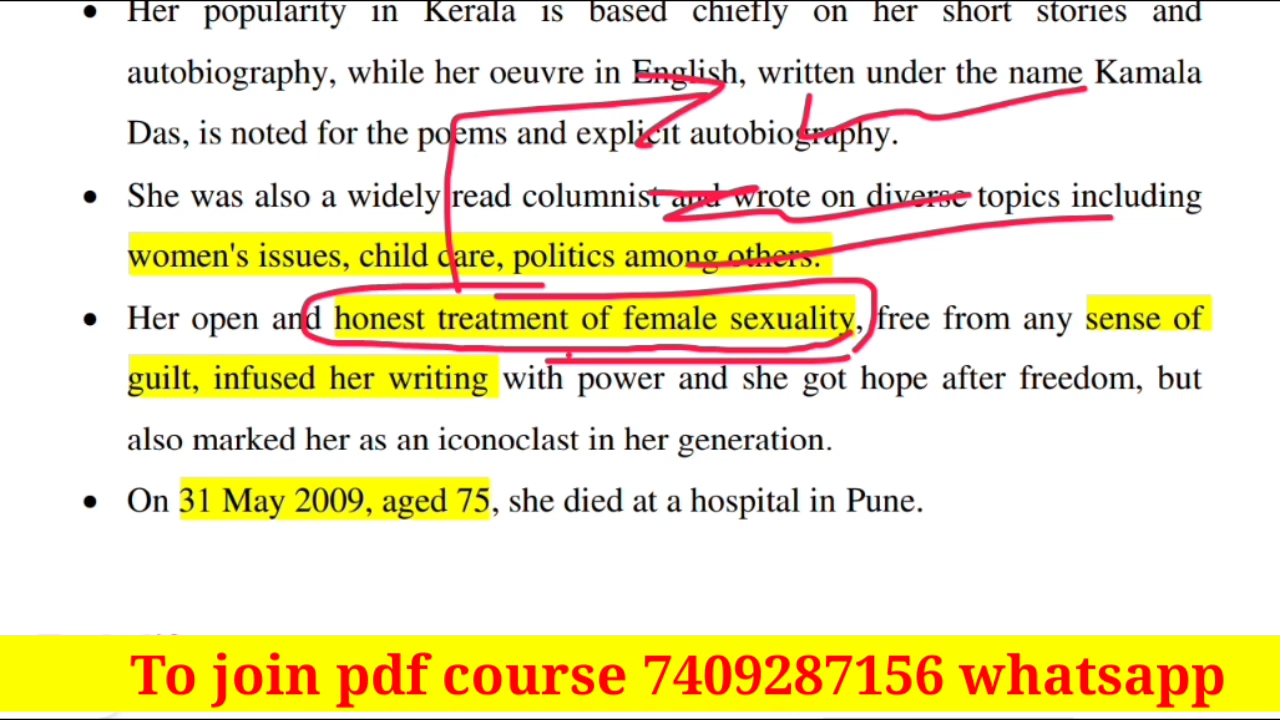 • Her popularity in Kerala is based chiefly on her short stories and
autobiography, while her oeuvre in English, written under the name Kamala
Das, is noted for the poems and explicit autobiography.
• She was also a widely read columnist and wrote on diverse topics including
women's issues, child care, politics among others.
• Her open and honest treatment of female sexuality, free from any sense of
guilt, infused her writing with power and she got hope after freedom, but
also marked her as an iconoclast in her generation.
• On 31 May 2009, aged 75, she died at a hospital in Pune.
To join pdf course 7409287156 whatsapp